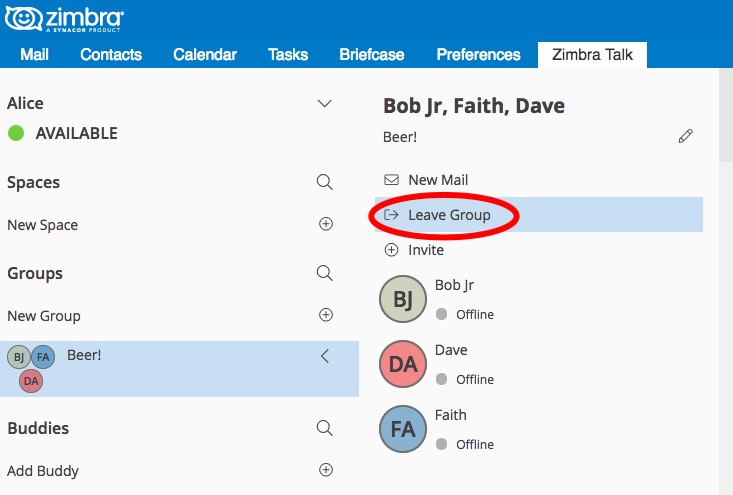 zimbra®
A SYNACOR PRODUCT
Mail Contacts Calendar Tasks Briefcase Preferences Zimbra Talk
Alice
AVAILABLE
Spaces
New Space
Groups
New Group
BJ FA DA Beer!
Buddies
Add Buddy
Bob Jr, Faith, Dave
Beer!
New Mail
Leave Group
Invite
BJ Bob Jr
Offline
DA Dave
Offline
FA Faith
Offline